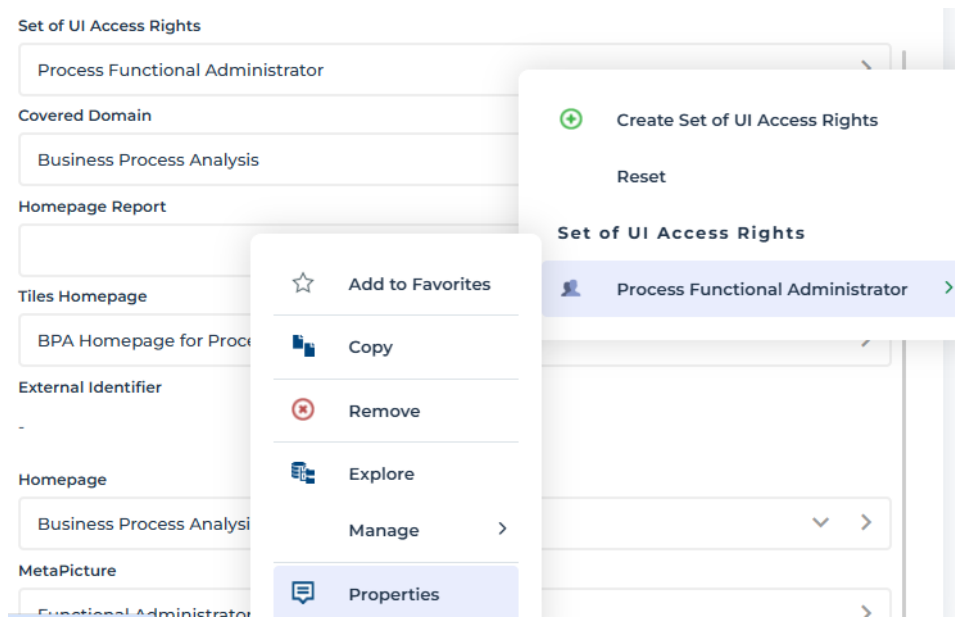 Set of UI Access Rights
Process Functional Administrator
Covered Domain
Business Process Analysis
Homepage Report
Tiles Homepage
BPA Homepage for Proce
External Identifier
-
Homepage
Business Process Analysi
MetaPicture
Functional Administrator
Create Set of UI Access Rights
Reset
Set of UI Access Rights
Process Functional Administrator
Add to Favorites
Copy
Remove
Explore
Manage
Properties